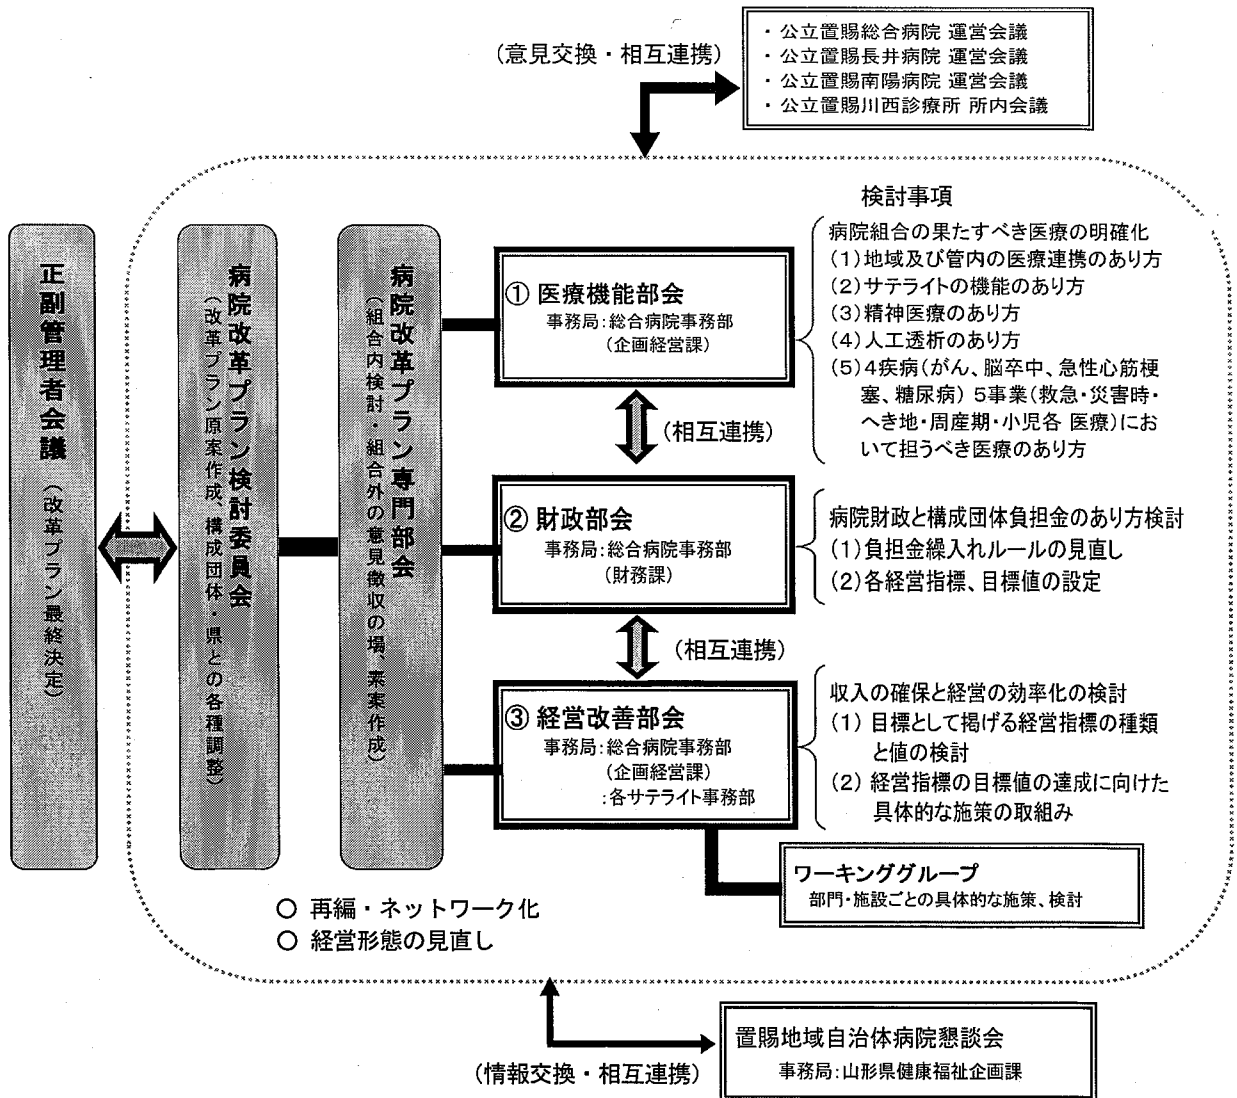 ・ 公立置賜総合病院 運営会議
・ 公立置賜長井病院 運営会議
・ 公立置賜南陽病院 運営会議
・ 公立置賜川西診療所 所内会議
(意見交換・相互連携)
正副管理者会議
(改革プラン最終決定)
病院改革プラン検討委員会
(改革プラン原案作成、構成団体・県との各種調整)
病院改革プラン専門部会
(組合内検討・組合外の意見徴収の場、素案作成)
① 医療機能部会
事務局:総合病院事務部
(企画経営課)
(相互連携)
② 財政部会
事務局:総合病院事務部
(財務課)
(相互連携)
③ 経営改善部会
事務局:総合病院事務部
(企画経営課)
:各サテライト事務部
検討事項
病院組合の果たすべき医療の明確化
(1)地域及び管内の医療連携のあり方
(2)サテライトの機能のあり方
(3)精神医療のあり方
(4)人工透析のあり方
(5)4疾病(がん、脳卒中、急性心筋梗
塞、糖尿病) 5事業(救急・災害時・
へき地・周産期・小児各 医療)にお
いて担うべき医療のあり方
病院財政と構成団体負担金のあり方検討
(1)負担金繰入れルールの見直し
(2)各経営指標、目標値の設定
収入の確保と経営の効率化の検討
(1) 目標として掲げる経営指標の種類
と値の検討
(2) 経営指標の目標値の達成に向けた
具体的な施策の取組み
ワーキンググループ
部門・施設ごとの具体的な施策、検討
○ 再編・ネットワーク化
○ 経営形態の見直し
(情報交換・相互連携)
置賜地域自治体病院懇談会
事務局:山形県健康福祉企画課